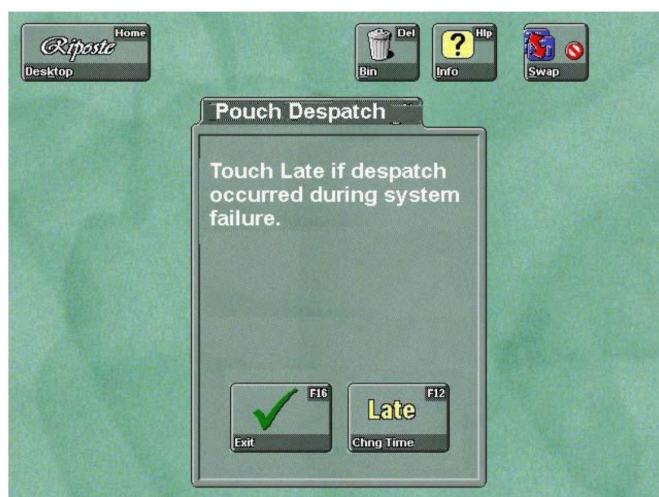 Riposte
Home
Desktop
Del
Bin
?
Hlp
Info
Swap
Pouch Despatch
Touch Late if despatch
occurred during system
failure.
F16
Exit
Late
F12
Chng Time